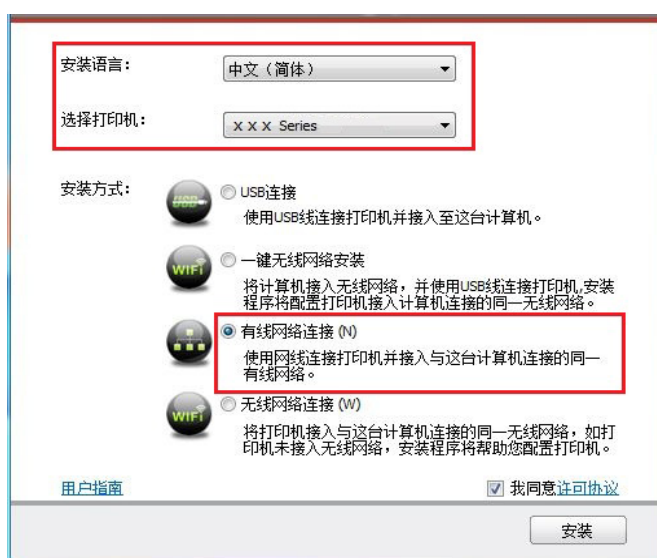 安装语言: 中文（简体）
选择打印机: XXX Series
安装方式:
USB
USB连接
使用USB线连接打印机并接入至这台计算机。
WiFi
一键无线网络安装
将计算机接入无线网络，并使用USB线连接打印机,安装
程序将配置打印机接入计算机连接的同一无线网络。
有线网络连接 (N)
使用网线连接打印机并接入与这台计算机连接的同一
有线网络。
WiFi
无线网络连接 (W)
将打印机接入与这台计算机连接的同一无线网络，如打
印机未接入无线网络，安装程序将帮助您配置打印机。
用户指南 我同意许可协议
安装